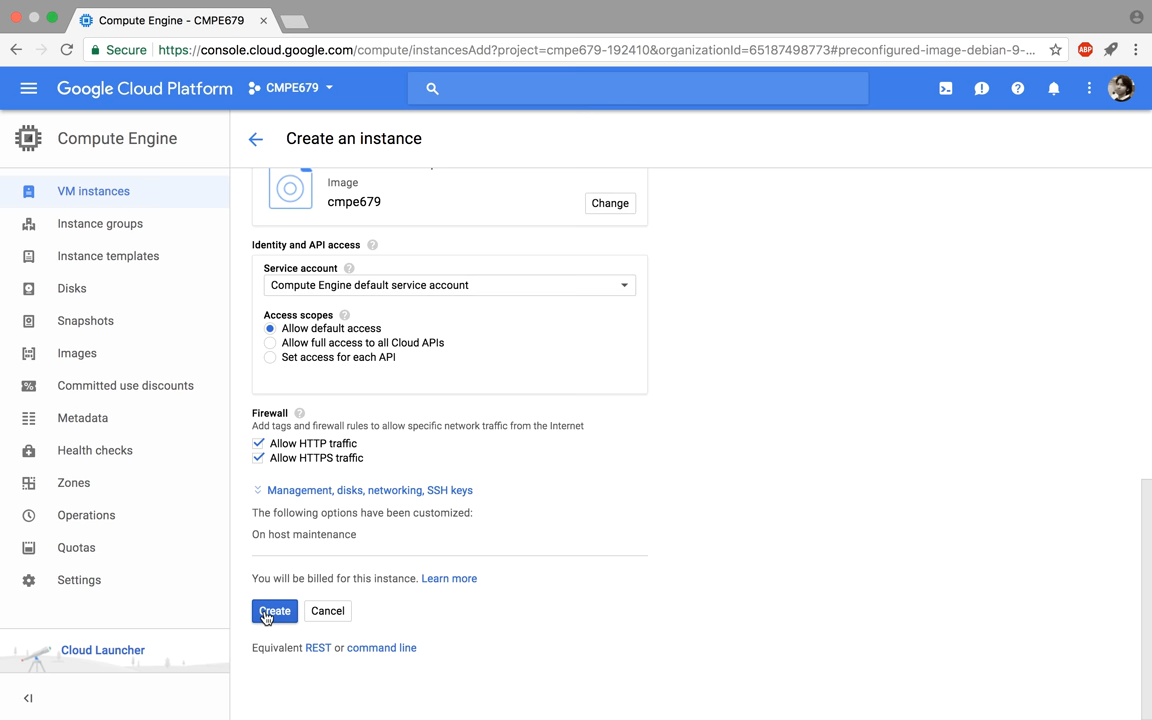 Compute Engine - CMPE679
Secure
https://console.cloud.google.com/compute/instancesAdd?project=cmpe679-192410&organizationId=65187498773#preconfigured-image-debian-9-...
ABP
Google Cloud Platform
CMPE679
Compute Engine
Create an instance
VM instances
Instance groups
Instance templates
Disks
Snapshots
Images
Committed use discounts
Metadata
Health checks
Zones
Operations
Quotas
Settings
Cloud Launcher
Image
cmpe679
Change
Identity and API access
Service account
Compute Engine default service account
Access scopes
Allow default access
Allow full access to all Cloud APIs
Set access for each API
Firewall
Add tags and firewall rules to allow specific network traffic from the Internet
Allow HTTP traffic
Allow HTTPS traffic
Management, disks, networking, SSH keys
The following options have been customized:
On host maintenance
You will be billed for this instance. Learn more
Create
Cancel
Equivalent REST or command line